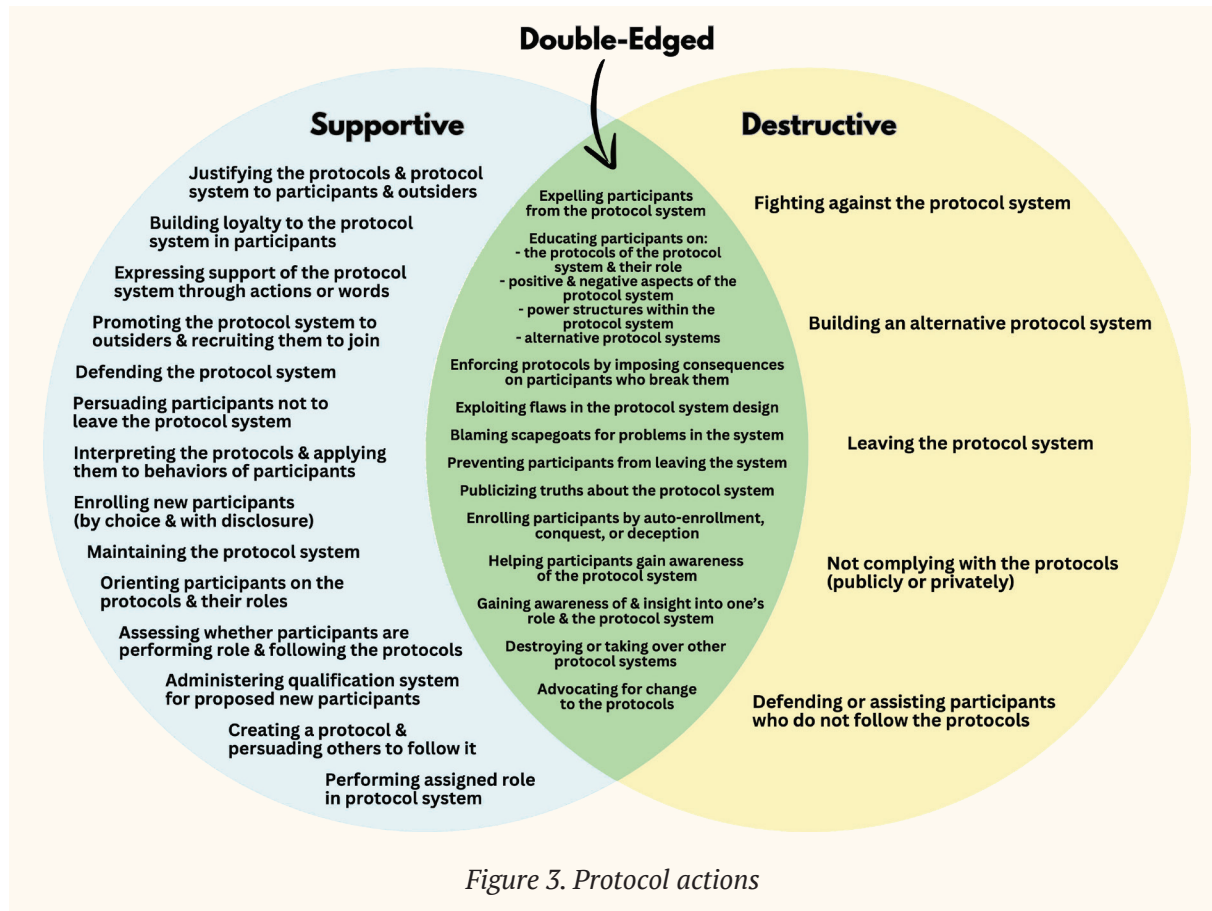 Double-Edged
Supportive
Justifying the protocols & protocol
system to participants & outsiders
Building loyalty to the protocol
system in participants
Expressing support of the protocol
system through actions or words
Promoting the protocol system to
outsiders & recruiting them to join
Defending the protocol system
Persuading participants not to
leave the protocol system
Interpreting the protocols & applying
them to behaviors of participants
Enrolling new participants
(by choice & with disclosure)
Maintaining the protocol system
Orienting participants on the
protocols & their roles
Assessing whether participants are
performing role & following the protocols
Administering qualification system
for proposed new participants
Creating a protocol &
persuading others to follow it
Performing assigned role
in protocol system
Expelling participants
from the protocol system
Educating participants on:
- the protocols of the protocol
system & their role
- positive & negative aspects of the
protocol system
- power structures within the
protocol system
- alternative protocol systems
Enforcing protocols by imposing consequences
on participants who break them
Exploiting flaws in the protocol system design
Blaming scapegoats for problems in the system
Preventing participants from leaving the system
Publicizing truths about the protocol system
Enrolling participants by auto-enrollment,
conquest, or deception
Helping participants gain awareness
of the protocol system
Gaining awareness of & insight into one's
role & the protocol system
Destroying or taking over other
protocol systems
Advocating for change
to the protocols
Destructive
Fighting against the protocol system
Building an alternative protocol system
Leaving the protocol system
Not complying with the protocols
(publicly or privately)
Defending or assisting participants
who do not follow the protocols
Figure 3. Protocol actions